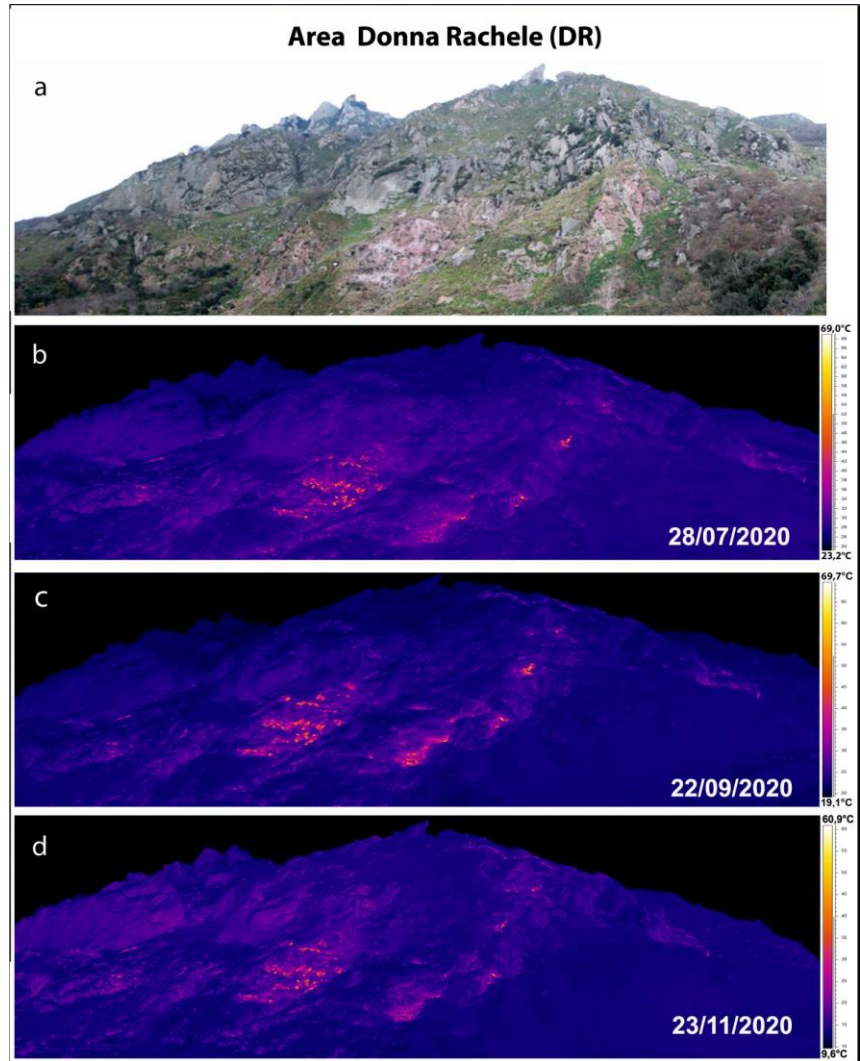 Area Donna Rachele (DR)
a
b
69,0°C
28/07/2020
23,2°C
c
69,7°C
22/09/2020
19,1°C
d
60,9°C
23/11/2020
9,6°C